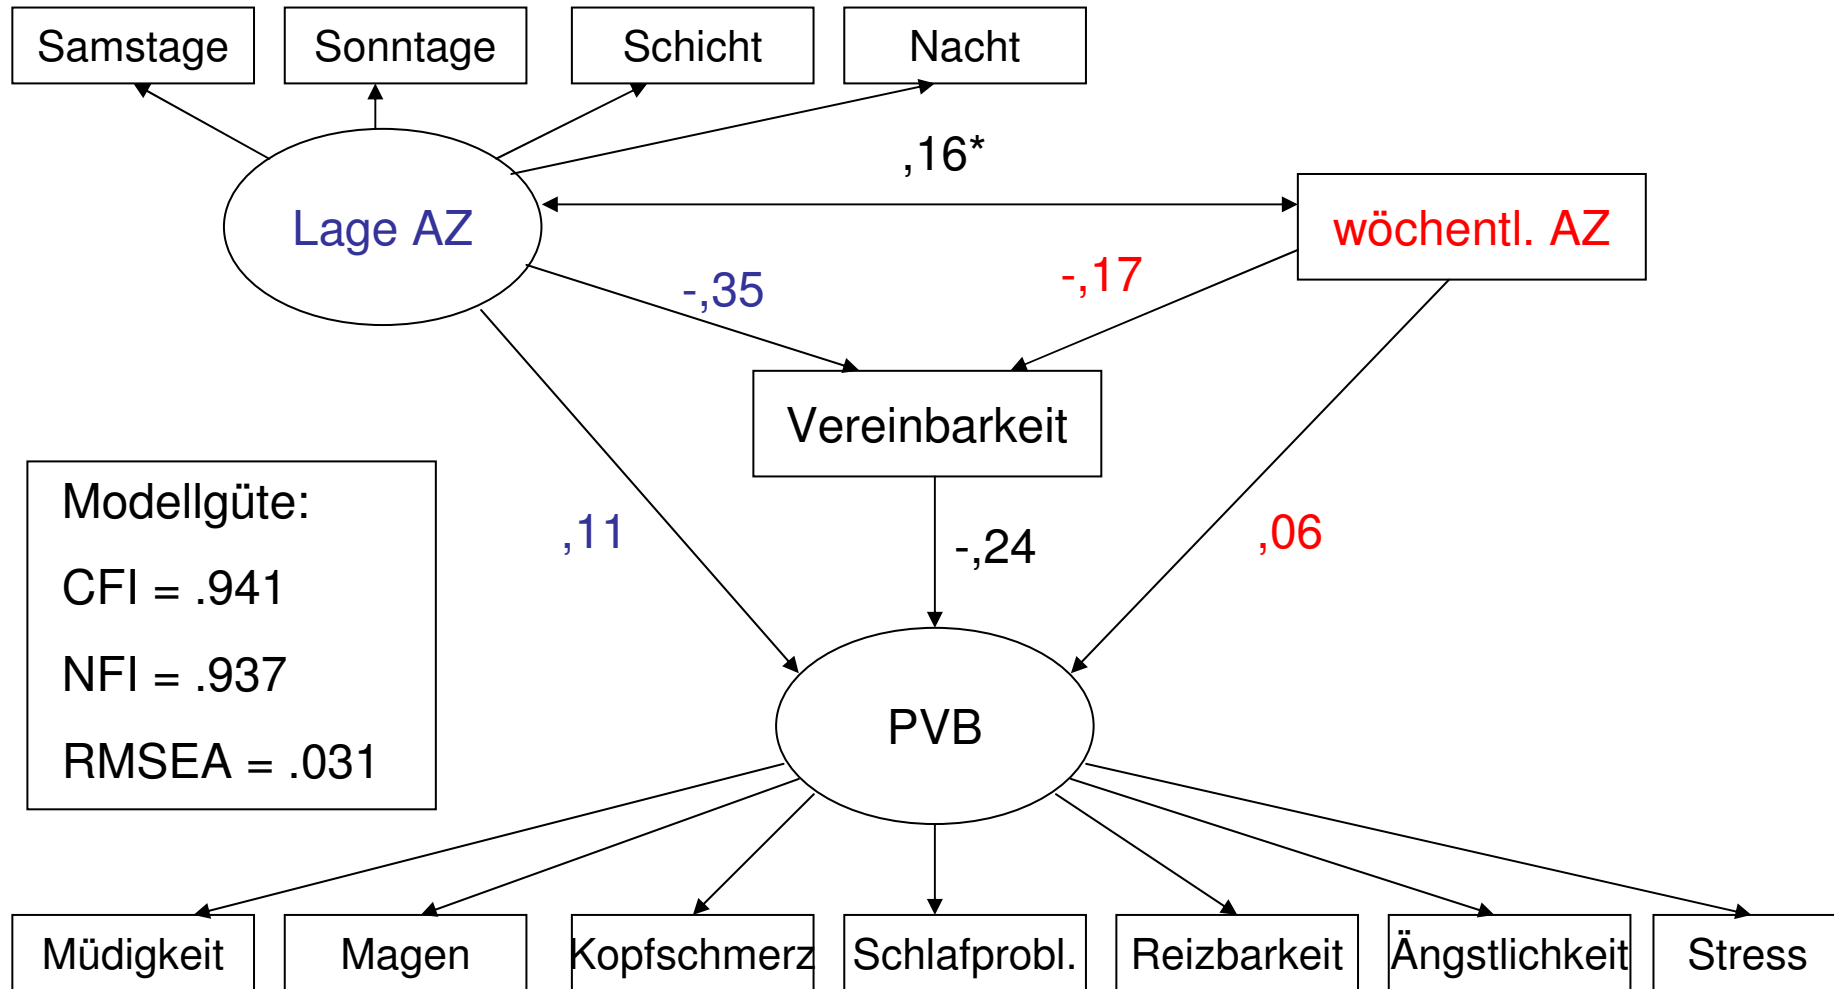 Samstage
Sonntage
Schicht
Nacht
,16*
Lage AZ
wöchentl. AZ
-,35
-,17
Vereinbarkeit
Modellgüte:
CFI = .941
NFI = .937
RMSEA = .031
,11
-,24
,06
PVB
Müdigkeit
Magen
Kopfschmerz
Schlafprobl.
Reizbarkeit
Ängstlichkeit
Stress